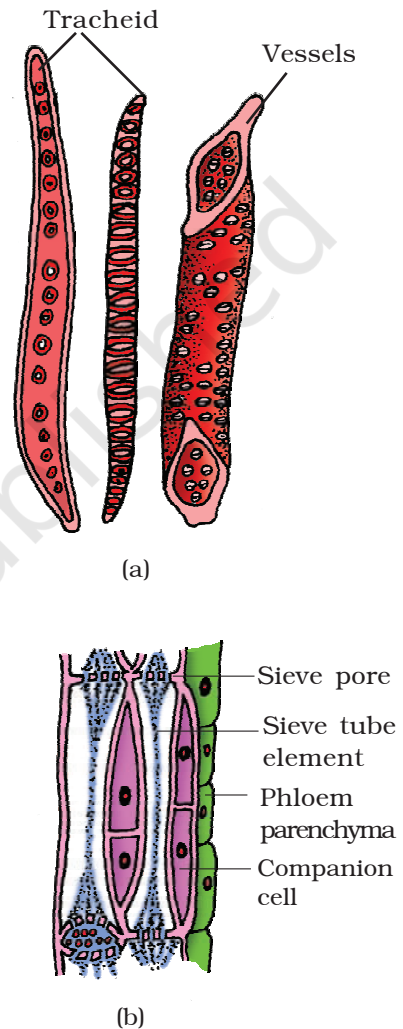 Tracheid
Vessels
(a)
Sieve pore
Sieve tube
element
Phloem
parenchyma
Companion
cell
(b)